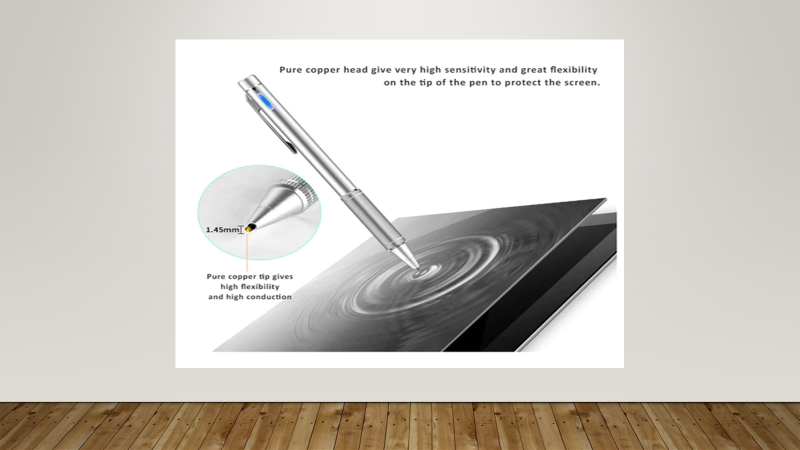 Pure copper head give very high sensitivity and great flexibility
on the tip of the pen to protect the screen.
1.45mm
Pure copper tip gives
high flexibility
and high conduction